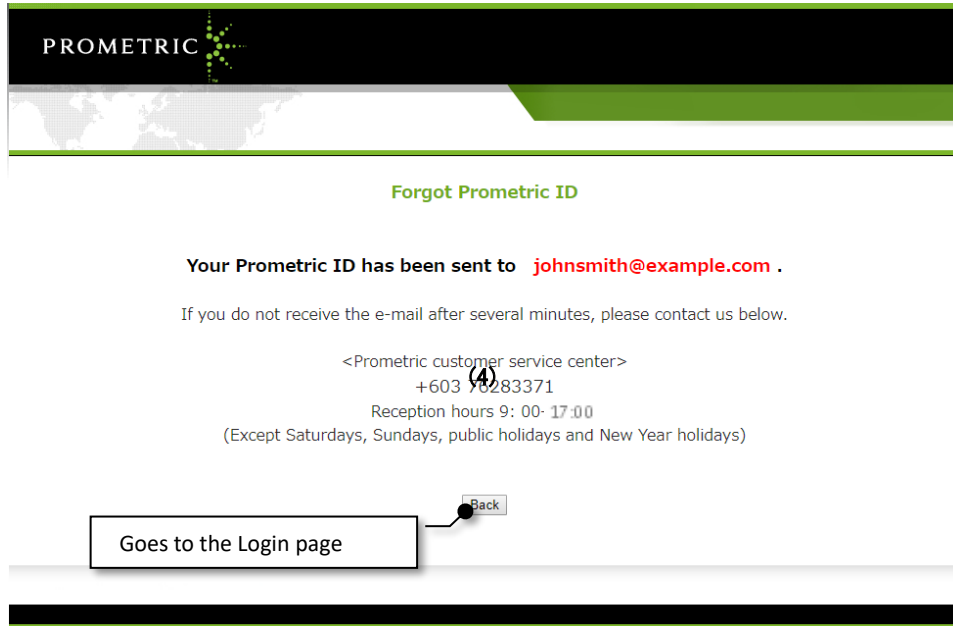 PROMETRIC
Forgot Prometric ID
Your Prometric ID has been sent to johnsmith@example.com .
If you do not receive the e-mail after several minutes, please contact us below.
<Prometric customer service center>
(4)
+603 76283371
Reception hours 9: 00- 17:00
(Except Saturdays, Sundays, public holidays and New Year holidays)
Back
Goes to the Login page